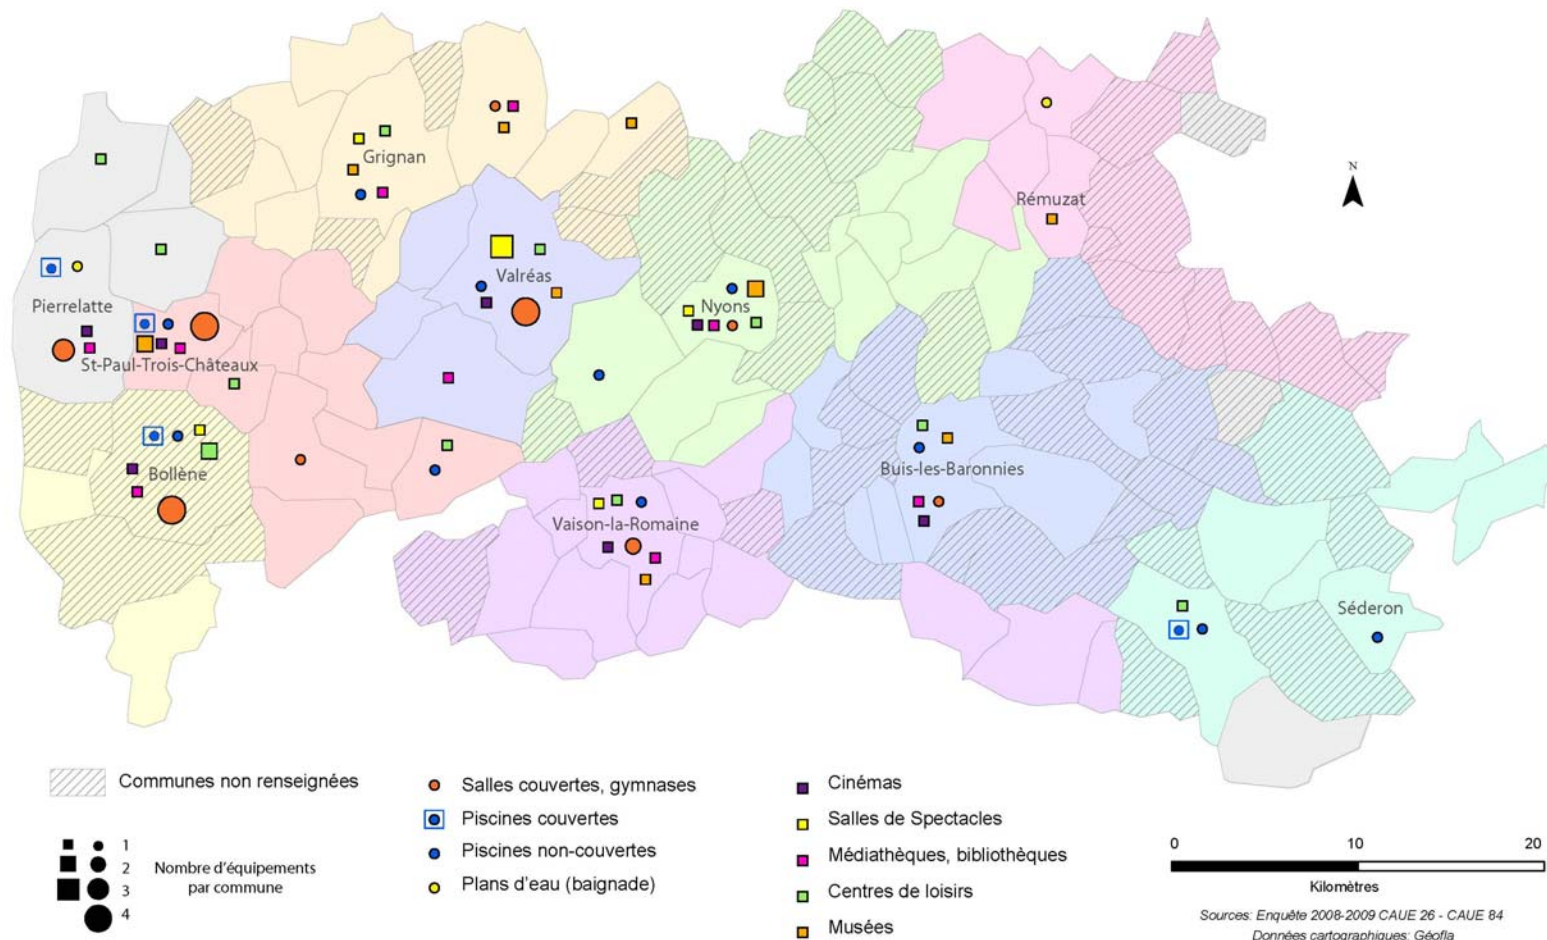 N
Grignan
Rémuzat
Valréas
Pierrelatte
Nyons
St-Paul-Trois-Châteaux
Bollène
Buis-les-Baronnies
Vaison-la-Romaine
Séderon
Communes non renseignées
1
2
3
4
Nombre d'équipements
par commune
Salles couvertes, gymnases
Piscines couvertes
Piscines non-couvertes
Plans d'eau (baignade)
Cinémas
Salles de Spectacles
Médiathèques, bibliothèques
Centres de loisirs
Musées
0 10 20
Kilomètres
Sources: Enquête 2008-2009 CAUE 26 - CAUE 84
Données cartographiques: Géofla